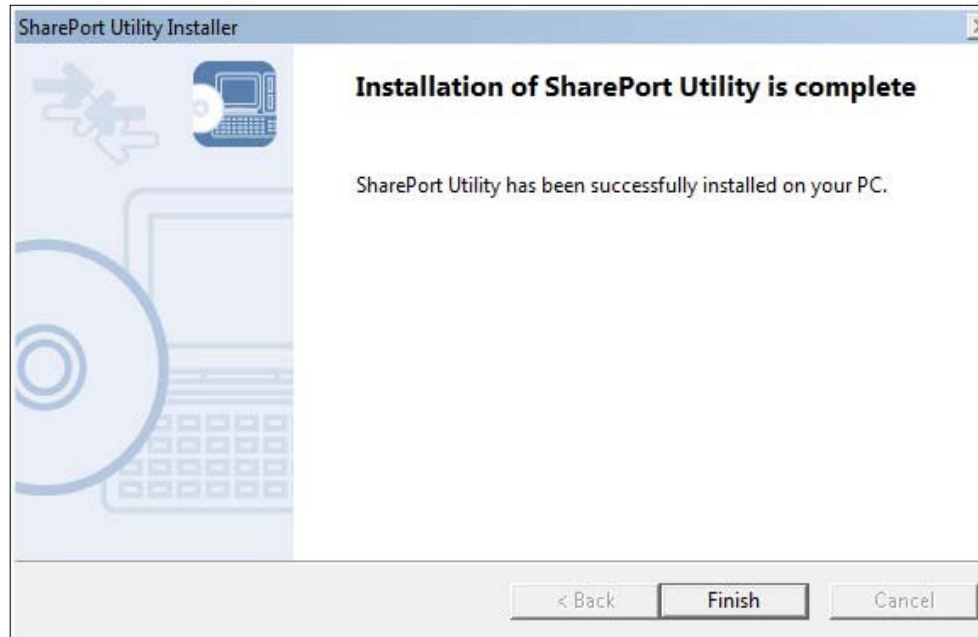 SharePort Utility Installer
Installation of SharePort Utility is complete
SharePort Utility has been successfully installed on your PC.
< Back
Finish
Cancel